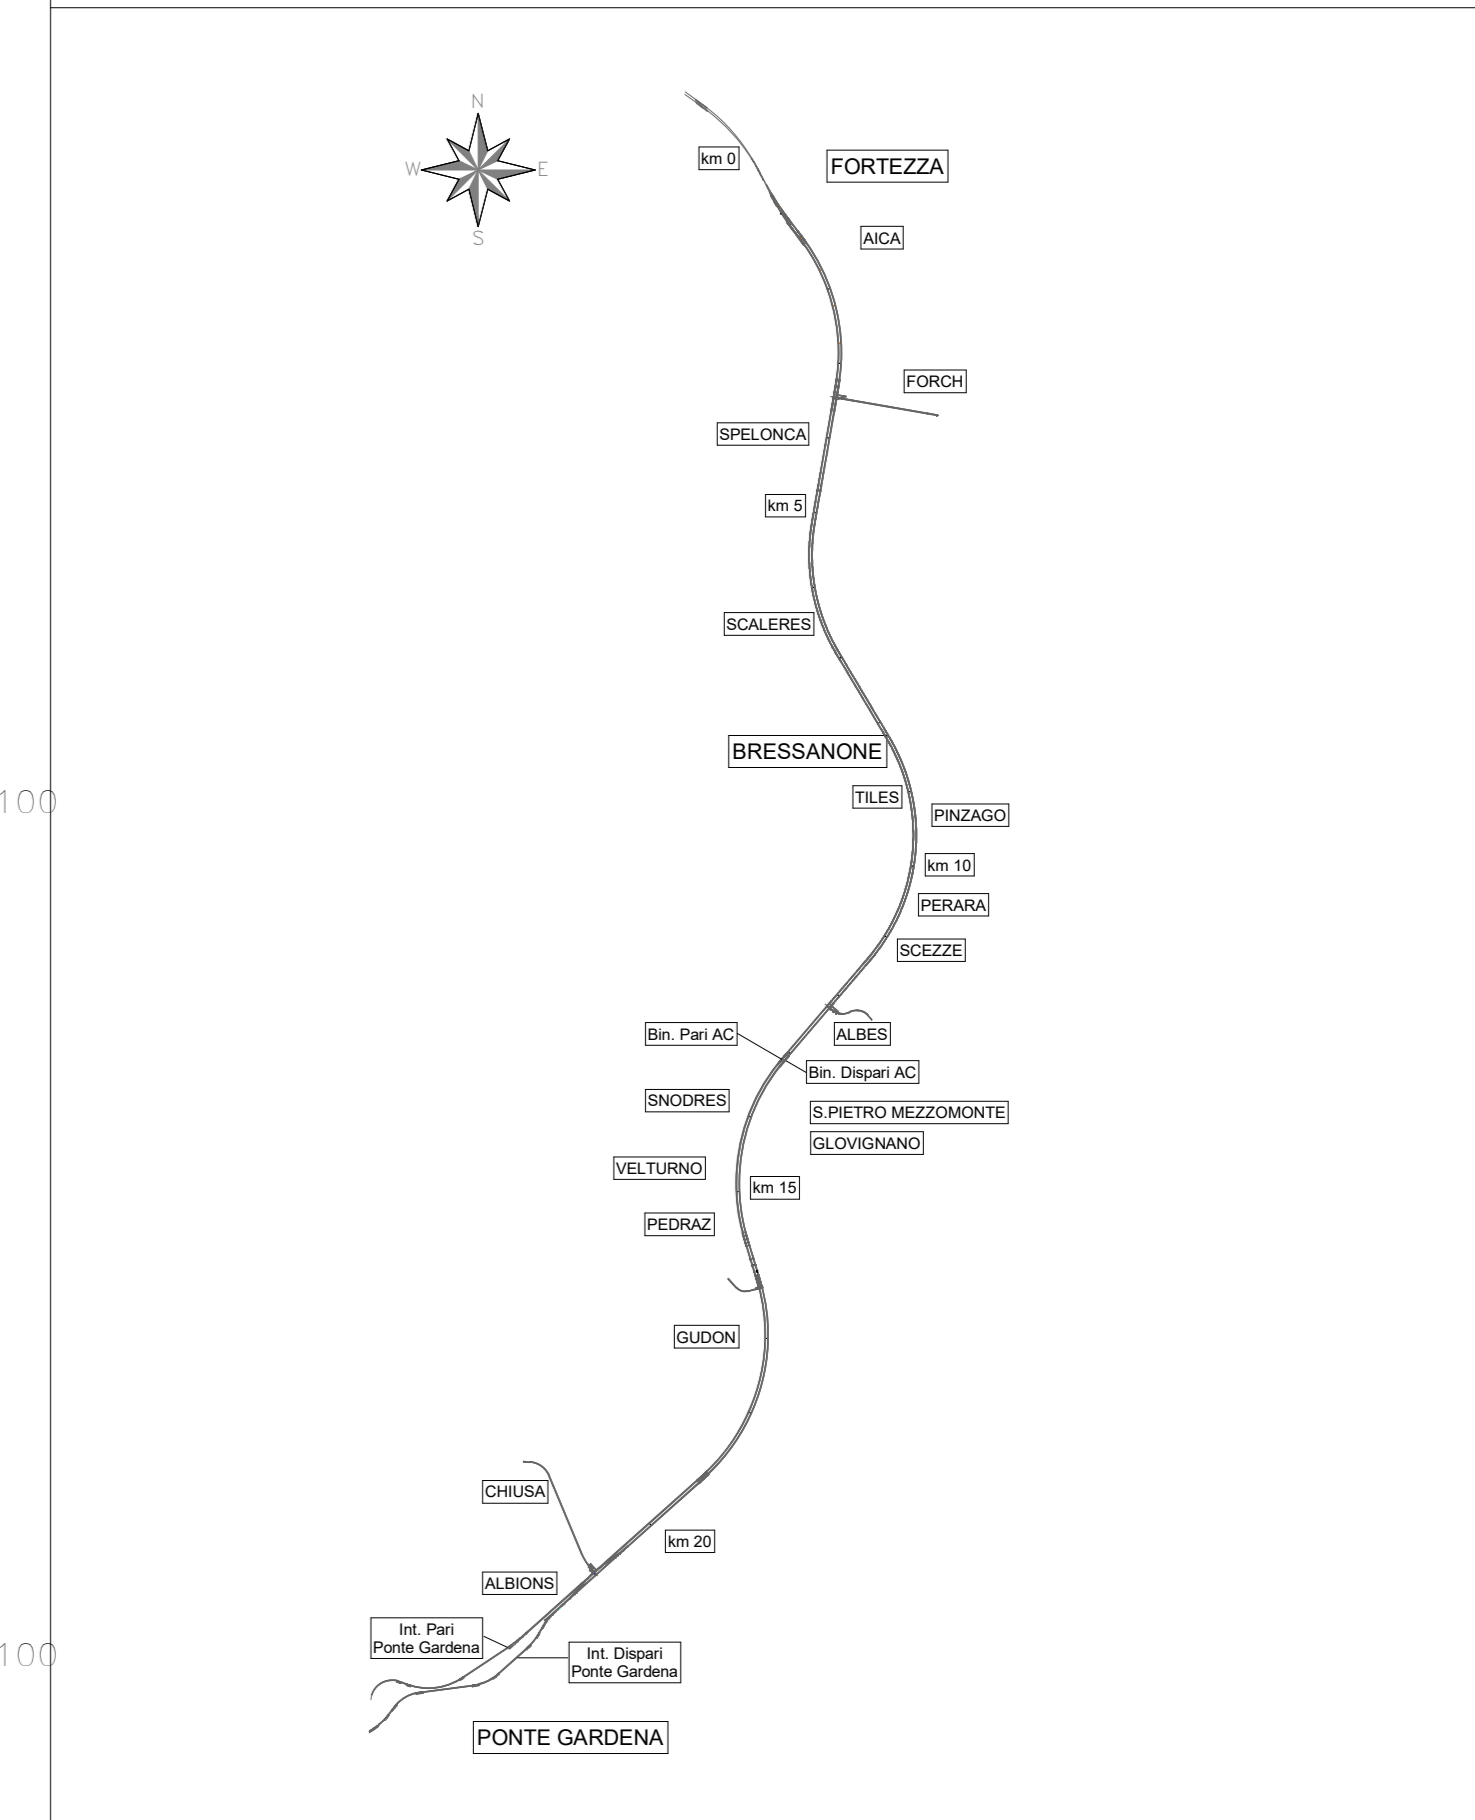 N
km 0
FORTEZZA
W
E
S
AICA
FORCH
SPELONCA
km 5
SCALERES
BRESSANONE
TILES
100
PINZAGO
km 10
PERARA
SCEZZE
Bin. Pari AC
ALBES
Bin. Dispari AC
SNODRES
S.PIETRO MEZZOMONTE
GLOVIGNANO
VELTURNO
km 15
PEDRAZ
GUDON
CHIUSA
km 20
ALBIONS
Int. Pari
Ponte Gardena
100
Int. Dispari
Ponte Gardena
PONTE GARDENA